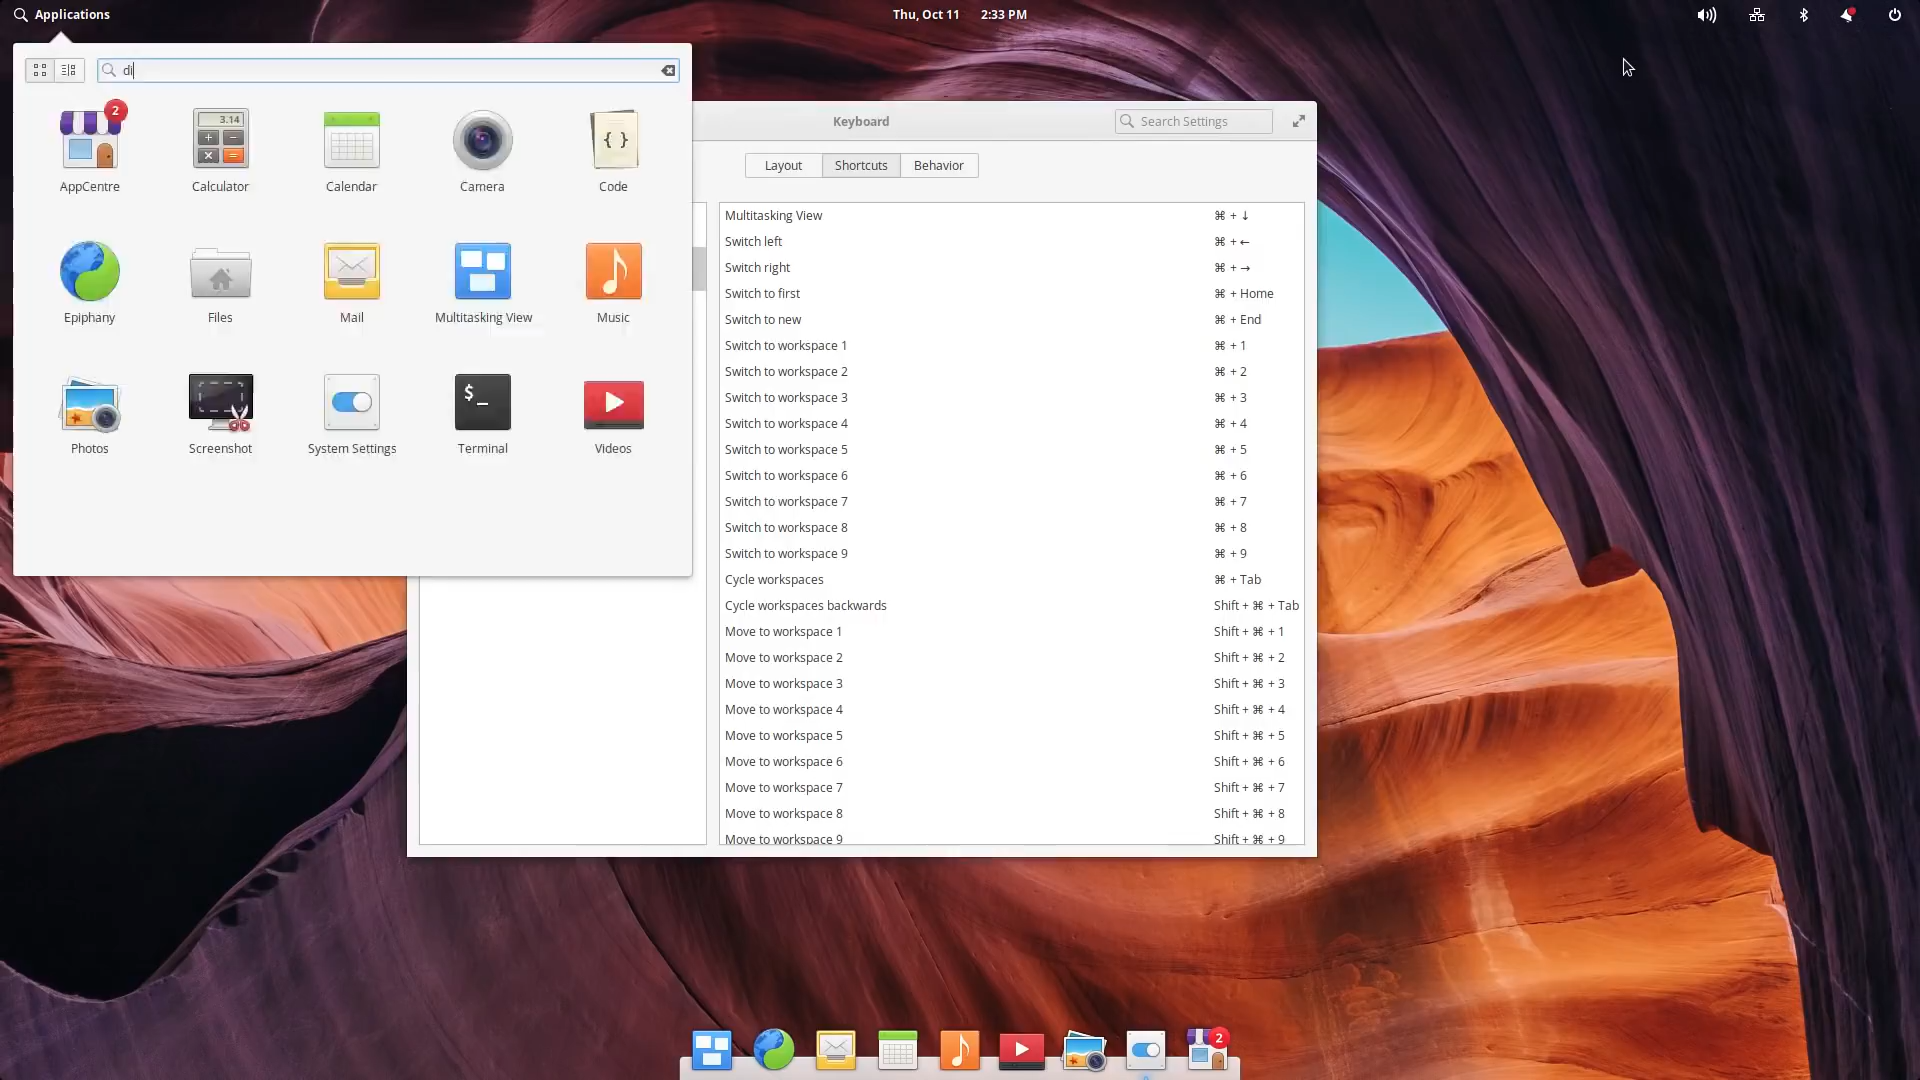 Applications
Thu, Oct 11 2:33 PM
di
2
AppCentre
3.14
Calculator
Calendar
Camera
{ }
Code
Epiphany
Files
Mail
Multitasking View
Music
Photos
Screenshot
System Settings
$_
Terminal
Videos
Keyboard
Search Settings
Layout
Shortcuts
Behavior
Multitasking View ⌘ + ↓
Switch left ⌘ + ←
Switch right ⌘ + →
Switch to first ⌘ + Home
Switch to new ⌘ + End
Switch to workspace 1 ⌘ + 1
Switch to workspace 2 ⌘ + 2
Switch to workspace 3 ⌘ + 3
Switch to workspace 4 ⌘ + 4
Switch to workspace 5 ⌘ + 5
Switch to workspace 6 ⌘ + 6
Switch to workspace 7 ⌘ + 7
Switch to workspace 8 ⌘ + 8
Switch to workspace 9 ⌘ + 9
Cycle workspaces ⌘ + Tab
Cycle workspaces backwards Shift + ⌘ + Tab
Move to workspace 1 Shift + ⌘ + 1
Move to workspace 2 Shift + ⌘ + 2
Move to workspace 3 Shift + ⌘ + 3
Move to workspace 4 Shift + ⌘ + 4
Move to workspace 5 Shift + ⌘ + 5
Move to workspace 6 Shift + ⌘ + 6
Move to workspace 7 Shift + ⌘ + 7
Move to workspace 8 Shift + ⌘ + 8
Move to workspace 9 Shift + ⌘ + 9
2